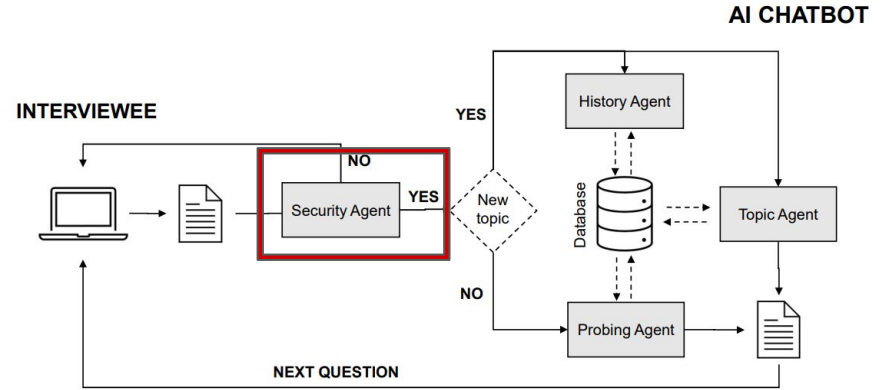 AI CHATBOT
INTERVIEWEE
YES
History Agent
NO
Security Agent
YES
New
topic
Database
Topic Agent
NO
Probing Agent
NEXT QUESTION